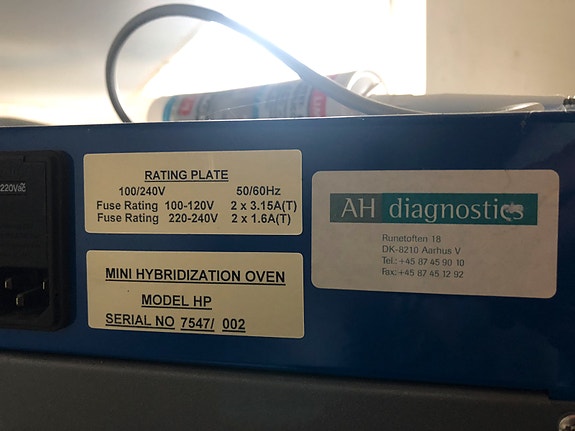 220V
RATING PLATE
100/240V 50/60Hz
Fuse Rating 100-120V 2 x 3.15A(T)
Fuse Rating 220-240V 2 x 1.6A(T)
MINI HYBRIDIZATION OVEN
MODEL HP
SERIAL NO 7547/ 002
AH diagnostics
Runetoften 18
DK-8210 Aarhus V
Tel.: +45 87 45 90 10
Fax: +45 87 45 12 92